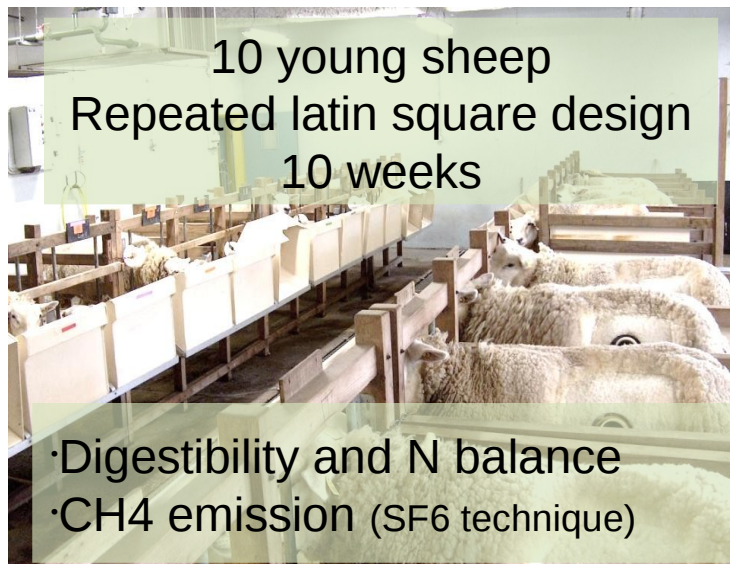 10 young sheep
Repeated latin square design
10 weeks
·Digestibility and N balance
·CH4 emission (SF6 technique)